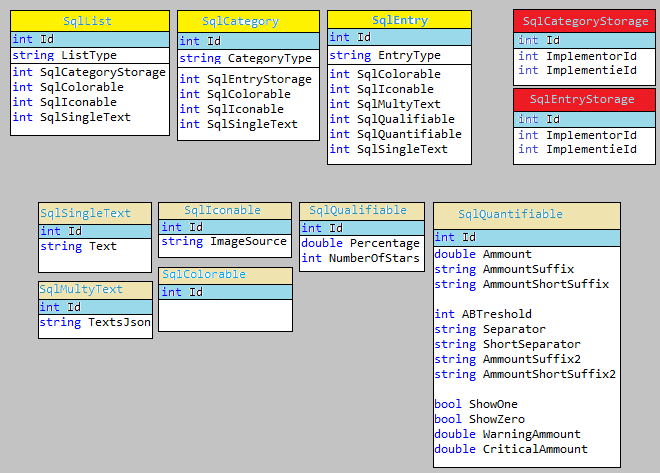 SqlList
int Id
string ListType
int SqlCategoryStorage
int SqlColorable
int SqlIconable
int SqlSingleText
SqlCategory
int Id
string CategoryType
int SqlEntryStorage
int SqlColorable
int SqlIconable
int SqlSingleText
SqlEntry
int Id
string EntryType
int SqlColorable
int SqlIconable
int SqlMultyText
int SqlQualifiable
int SqlQuantifiable
int SqlSingleText
SqlCategoryStorage
int Id
int ImplementorId
int ImplementieId
SqlEntryStorage
int Id
int ImplementorId
int ImplementieId
SqlSingleText
int Id
string Text
SqlMultyText
int Id
string TextsJson
SqlIconable
int Id
string ImageSource
SqlColorable
int Id
SqlQualifiable
int Id
double Percentage
int NumberOfStars
SqlQuantifiable
int Id
double Ammount
string AmmountSuffix
string AmmountShortSuffix
int ABTreshold
string Separator
string ShortSeparator
string AmmountSuffix2
string AmmountShortSuffix2
bool ShowOne
bool ShowZero
double WarningAmmount
double CriticalAmmount